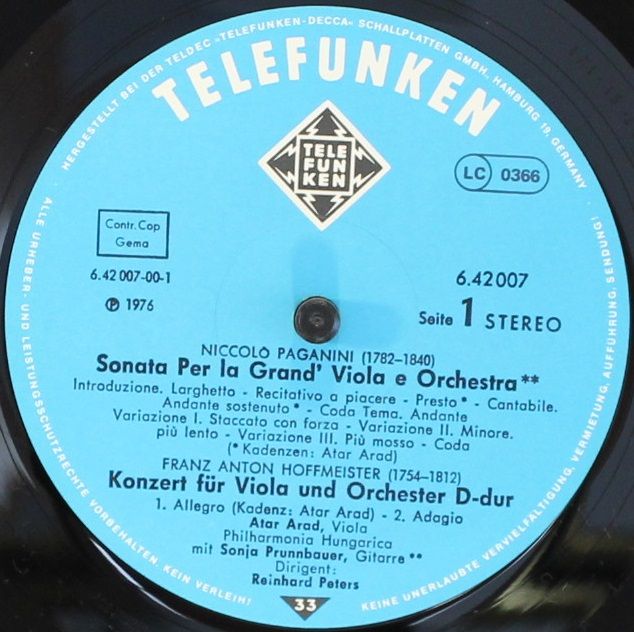 HERGESTELLT BEI DER TELDEC »TELEFUNKEN-DECCA« SCHALLPLATTEN GMBH., HAMBURG 19, GERMANY
TELEFUNKEN
TELE
FUN
KEN
LC 0366
Contr. Cop
Gema
6.42 007-00-1
Ⓟ 1976
6.42007
Seite 1 STEREO
NICCOLÒ PAGANINI (1782–1840)
Sonata Per la Grand' Viola e Orchestra**
Introduzione. Larghetto - Recitativo a piacere - Presto* - Cantabile.
Andante sostenuto* - Coda Tema. Andante
Variazione I. Staccato con forza - Variazione II. Minore.
più lento - Variazione III. Più mosso - Coda
(*Kadenzen: Atar Arad)
FRANZ ANTON HOFFMEISTER (1754–1812)
Konzert für Viola und Orchester D-dur
1. Allegro (Kadenz: Atar Arad) - 2. Adagio
Atar Arad, Viola
Philharmonia Hungarica
mit Sonja Prunnbauer, Gitarre**
Dirigent:
Reinhard Peters
33
ALLE URHEBER- UND LEISTUNGSSCHUTZRECHTE VORBEHALTEN. KEIN VERLEIH!
KEINE UNERLAUBTE VERVIELFÄLTIGUNG, VERMIETUNG, AUFFÜHRUNG, SENDUNG!